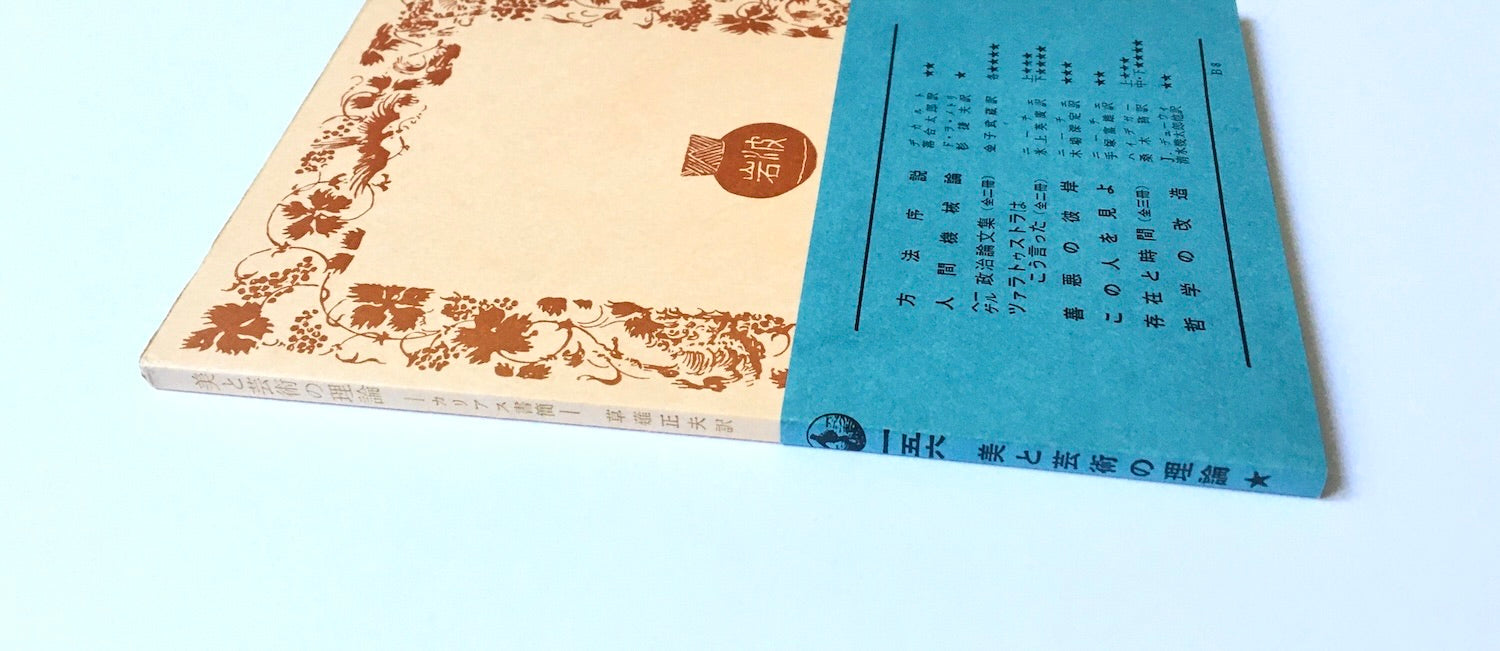 岩波
方法序説 デカルト 落合太郎訳 ★★
人間機械論 ド・ラ・メトリ 杉捷夫訳 ★
ヘーゲル 政治論文集(全二冊) 金子武蔵訳 各★★★★
ツァラトゥストラは
こう言った(全二冊) ニーチェ 氷上英廣訳 上★★★ 下★★★★★
善悪の彼岸 ニーチェ 木場深定訳 ★★★
この人を見よ ニーチェ 手塚富雄訳 ★★
存在と時間(全三冊) ハイデガー 桑木務訳 上★★★ 中・下★★★★
哲学の改造 J.デューウィ 清水幾太郎他訳 ★★
B8
美と芸術の理論 ―カリアス書簡― 草薙正夫訳
一五六 美と芸術の理論 ★